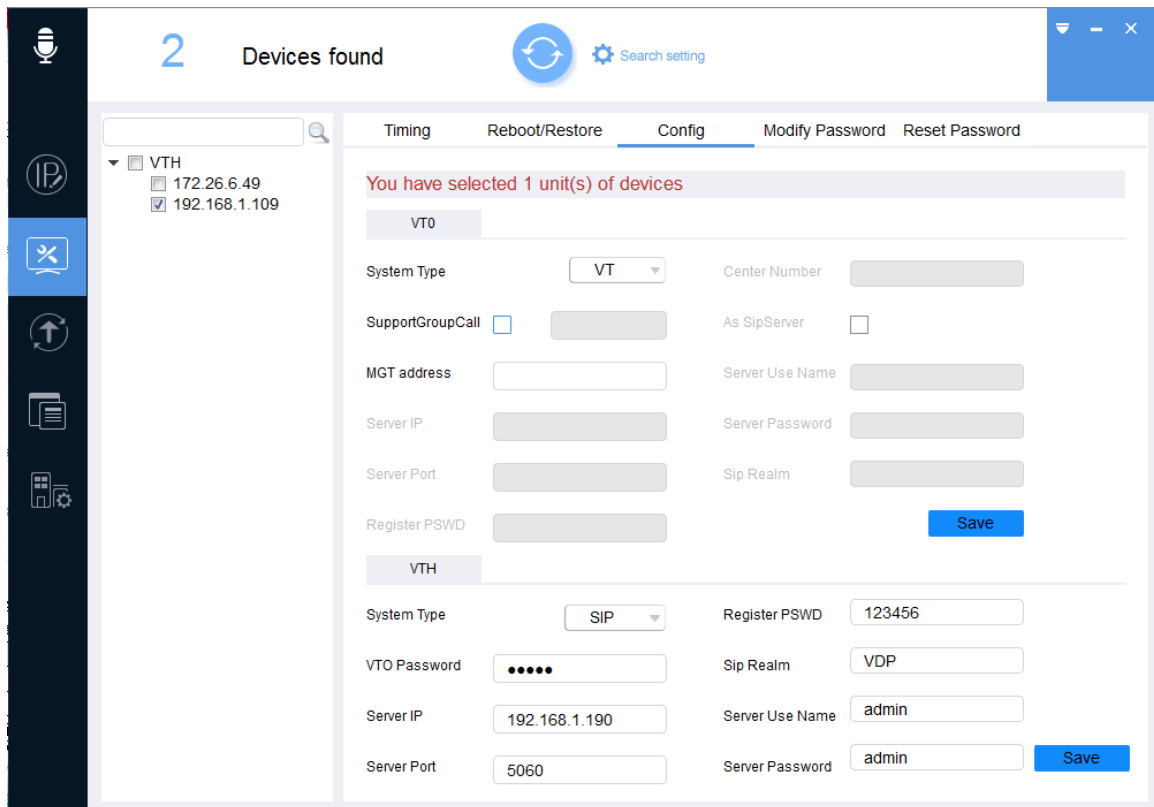 2 Devices found Search setting
Timing Reboot/Restore Config Modify Password Reset Password
VTH
172.26.6.49
192.168.1.109
You have selected 1 unit(s) of devices
VT0
System Type VT Center Number
SupportGroupCall As SipServer
MGT address Server Use Name
Server IP Server Password
Server Port Sip Realm
Register PSWD Save
VTH
System Type SIP Register PSWD 123456
VTO Password ●●●●● Sip Realm VDP
Server IP 192.168.1.190 Server Use Name admin
Server Port 5060 Server Password admin Save
IP